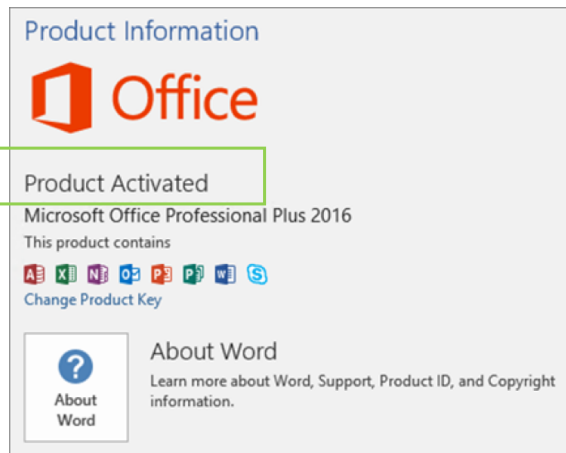 Product Information
Office
Product Activated
Microsoft Office Professional Plus 2016
This product contains
A X N O P P W S
Change Product Key
About Word
Learn more about Word, Support, Product ID, and Copyright
information.
About
Word